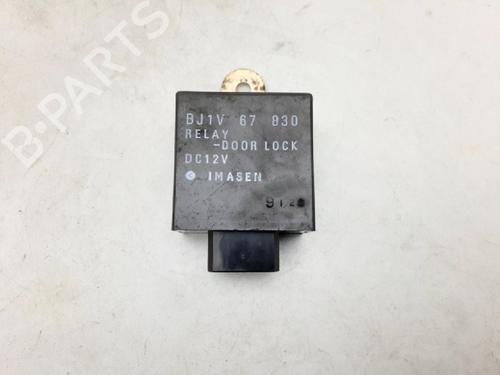 B-PARTS
BJ1V 67 830
RELAY
-DOOR LOCK
DC12V
IMASEN